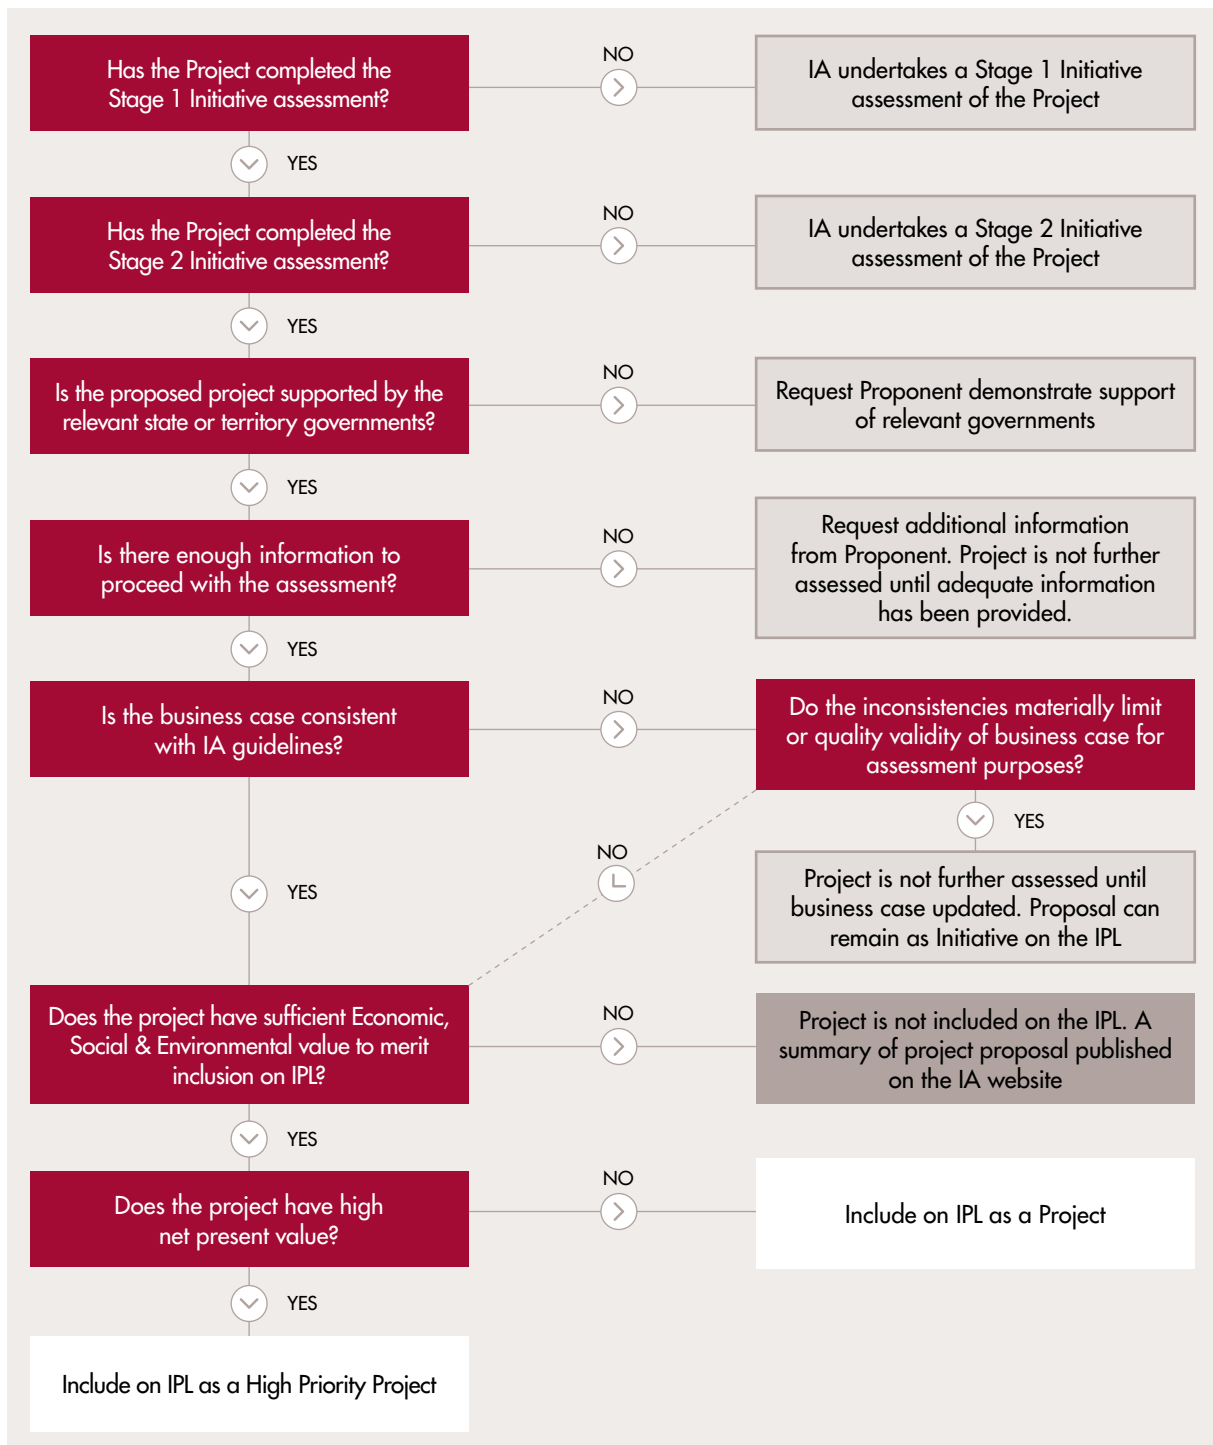 Has the Project completed the
Stage 1 Initiative assessment?
NO
IA undertakes a Stage 1 Initiative
assessment of the Project
YES
Has the Project completed the
Stage 2 Initiative assessment?
NO
IA undertakes a Stage 2 Initiative
assessment of the Project
YES
Is the proposed project supported by the
relevant state or territory governments?
NO
Request Proponent demonstrate support
of relevant governments
YES
Is there enough information to
proceed with the assessment?
NO
Request additional information
from Proponent. Project is not further
assessed until adequate information
has been provided.
YES
Is the business case consistent
with IA guidelines?
NO
Do the inconsistencies materially limit
or quality validity of business case for
assessment purposes?
YES
NO
Project is not further assessed until
business case updated. Proposal can
remain as Initiative on the IPL
YES
Does the project have sufficient Economic,
Social & Environmental value to merit
inclusion on IPL?
NO
Project is not included on the IPL. A
summary of project proposal published
on the IA website
YES
Does the project have high
net present value?
NO
Include on IPL as a Project
YES
Include on IPL as a High Priority Project